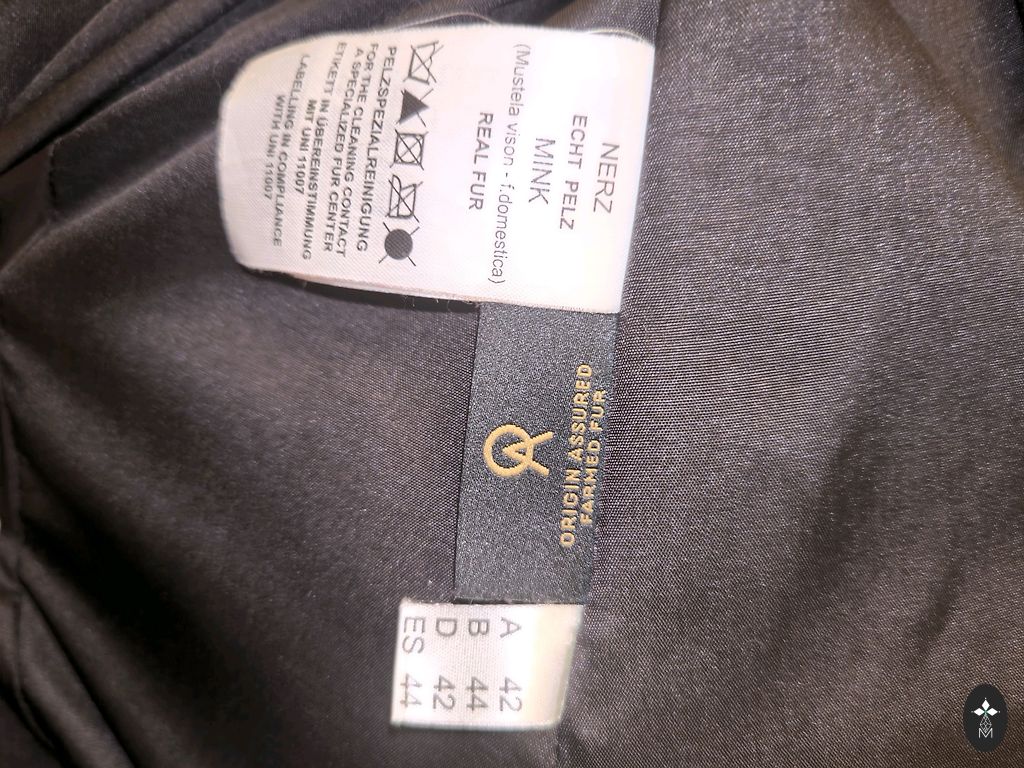 NERZ
ECHT PELZ
MINK
(Mustela vison - f.domestica)
REAL FUR
PELZSPEZIALREINIGUNG
FOR THE CLEANING CONTACT
A SPECIALIZED FUR CENTER
ETIKETT IN ÜBEREINSTIMMUNG
MIT UNI 11007
LABELLING IN COMPLIANCE
WITH UNI 11007
ORIGIN ASSURED
FARMED FUR
OA
A 42
B 44
D 42
ES 44
M